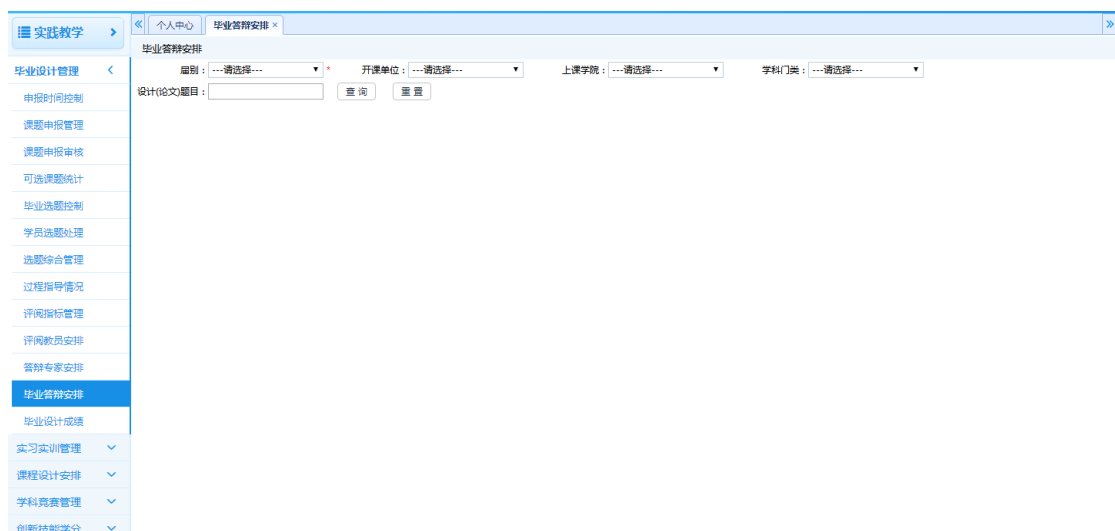 实践教学
个人中心 毕业答辩安排 ×
毕业答辩安排
毕业设计管理
届别：---请选择--- * 开课单位：---请选择--- 上课学院：---请选择--- 学科门类：---请选择---
设计(论文)题目： 查 询 重 置
申报时间控制
课题申报管理
课题申报审核
可选课题统计
毕业选题控制
学员选题处理
选题综合管理
过程指导情况
评阅指标管理
评阅教员安排
答辩专家安排
毕业答辩安排
毕业设计成绩
实习实训管理
课程设计安排
学科竞赛管理
创新技能学分